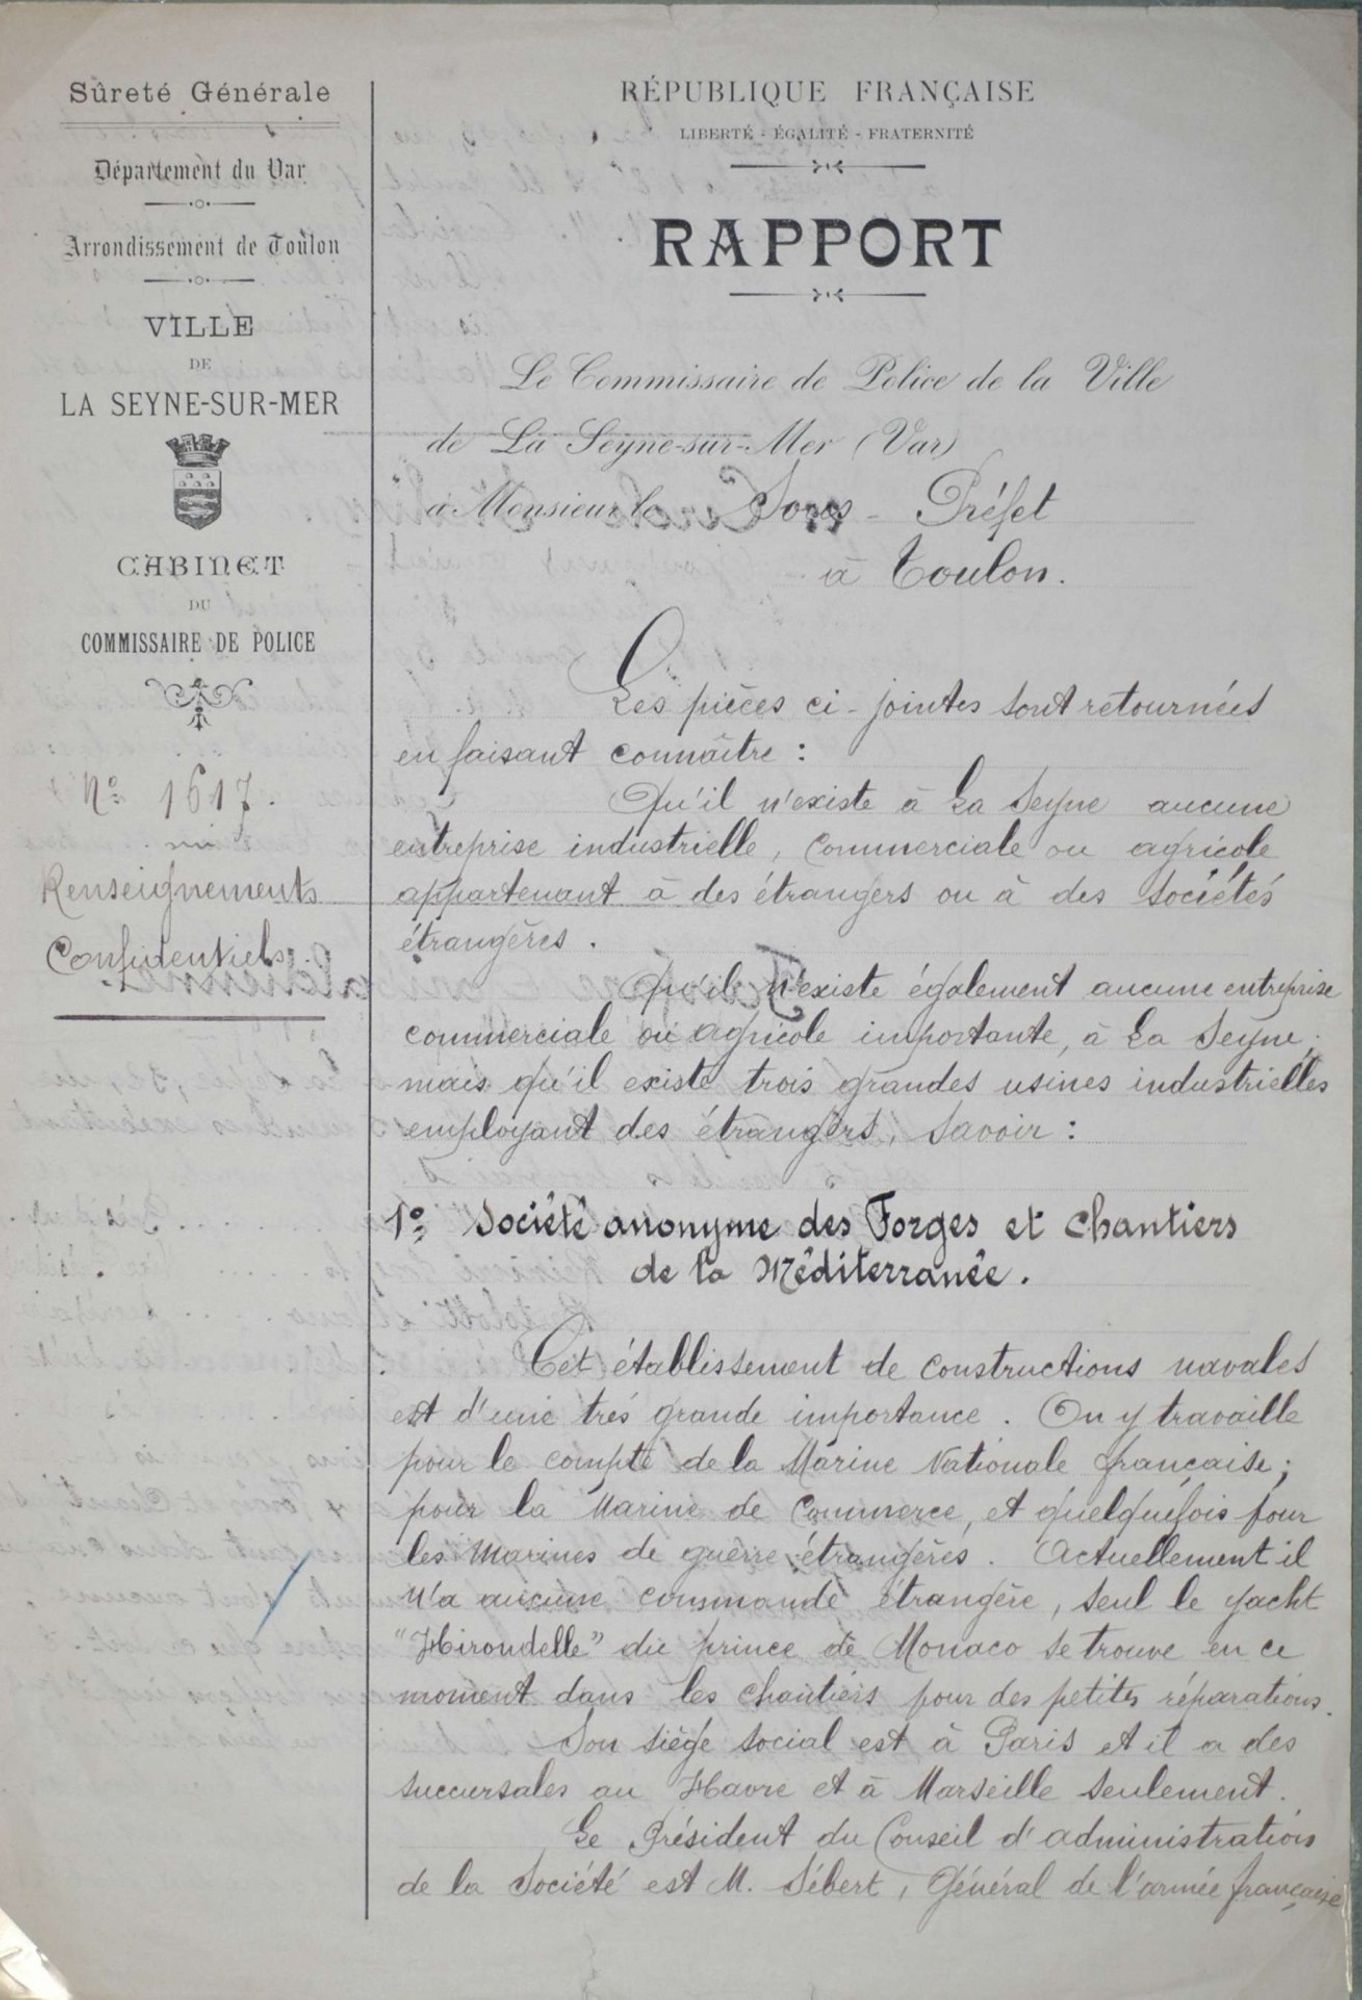 Sûreté Générale
Département du Var
Arrondissement de Toulon
VILLE
DE
LA SEYNE-SUR-MER
CABINET
DU
COMMISSAIRE DE POLICE
N° 1617.
Renseignements
Confidentiels.
RÉPUBLIQUE FRANÇAISE
LIBERTÉ - ÉGALITÉ - FRATERNITÉ
RAPPORT
Le Commissaire de Police de la Ville
de La Seyne-sur-Mer (Var)
à Monsieur le Sous-Préfet
à Toulon.
Les pièces ci-jointes sont retournées
en faisant connaître :
Qu'il n'existe à La Seyne aucune
entreprise industrielle, commerciale ou agricole
appartenant à des étrangers ou à des sociétés
étrangères.
Qu'il n'existe également aucune entreprise
commerciale ou agricole importante, à La Seyne;
mais qu'il existe trois grandes usines industrielles
employant des étrangers, savoir :
1° Société anonyme des Forges et chantiers
de la Méditerranée.
Cet établissement de constructions navales
est d'une très grande importance. On y travaille
pour le compte de la Marine Nationale française;
pour la Marine de Commerce, et quelquefois pour
les Marines de guerre étrangères. Actuellement il
n'a aucune commande étrangère, seul le yacht
"Hirondelle" du prince de Monaco se trouve en ce
moment dans les chantiers pour des petites réparations.
Son siège social est à Paris et il a des
succursales au Havre et à Marseille seulement.
Le Président du Conseil d'administration
de la Société est M. Sébert, Général de l'armée française